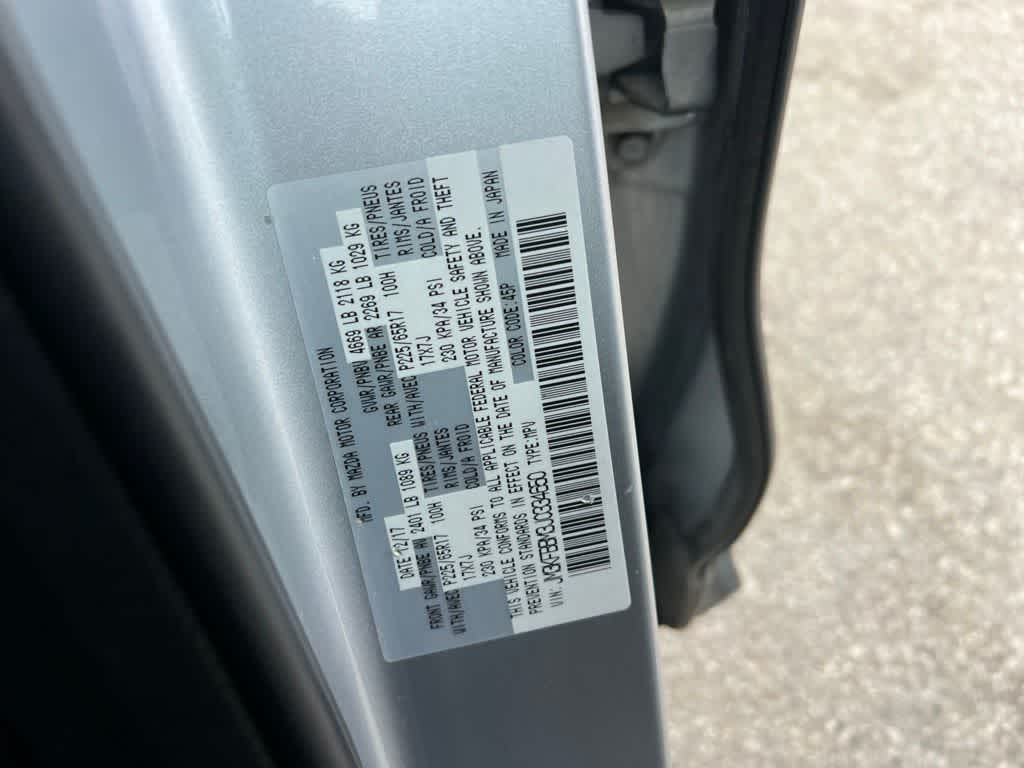 MFD. BY MAZDA MOTOR CORPORATION
DATE 12/17 GVWR/PNBV 4669 LB 2118 KG
FRONT GAWR/PNBE AV 2401 LB 1089 KG REAR GAWR/PNBE AR 2269 LB 1029 KG
WITH/AVEC P225/65R17 100H TIRES/PNEUS WITH/AVEC P225/65R17 100H TIRES/PNEUS
17X7J RIMS/JANTES 17X7J RIMS/JANTES
230 KPA/34 PSI COLD/A FROID 230 KPA/34 PSI COLD/A FROID
THIS VEHICLE CONFORMS TO ALL APPLICABLE FEDERAL MOTOR VEHICLE SAFETY AND THEFT
PREVENTION STANDARDS IN EFFECT ON THE DATE OF MANUFACTURE SHOWN ABOVE.
VIN: JM3KFBBM3J0334350 TYPE:MPV COLOR CODE:45P MADE IN JAPAN